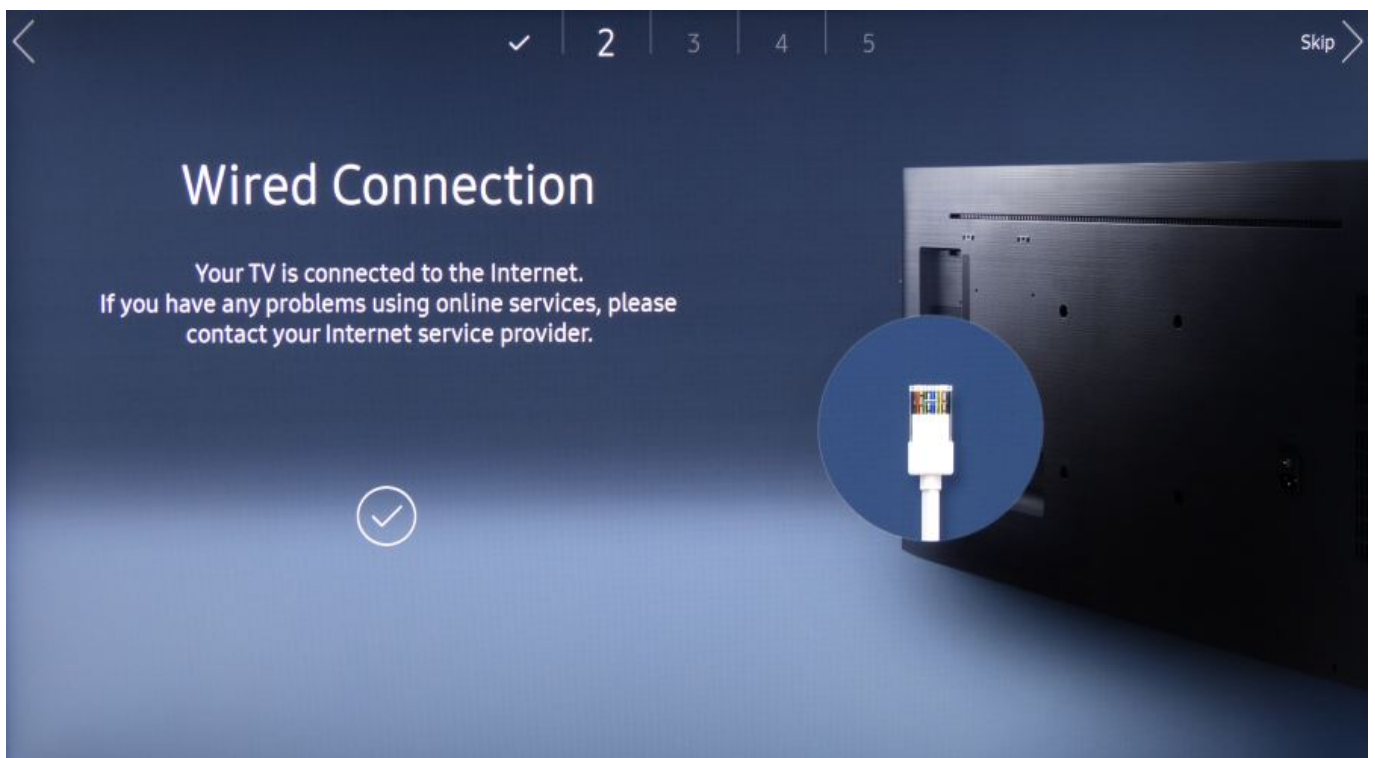 2 3 4 5 Skip
Wired Connection
Your TV is connected to the Internet.
If you have any problems using online services, please
contact your Internet service provider.